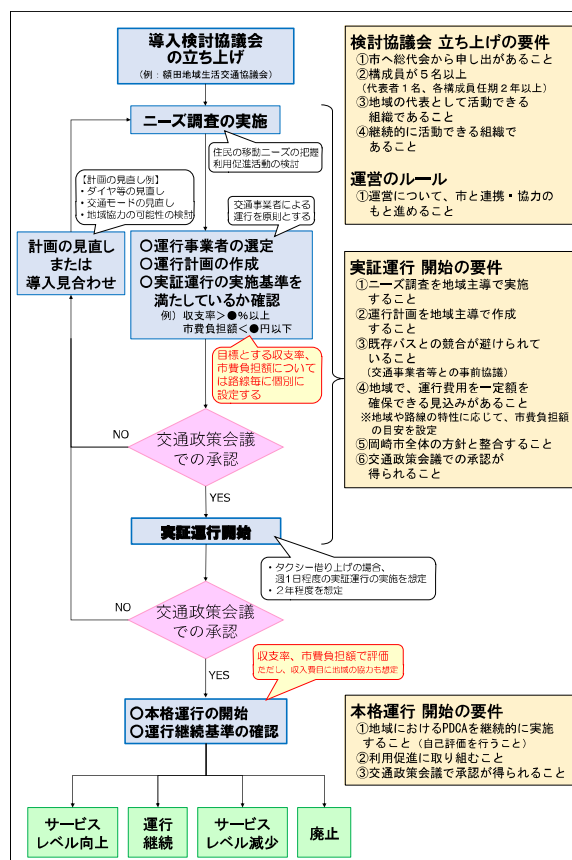 導入検討協議会
の立ち上げ
(例:額田地域生活交通協議会)
ニーズ調査の実施
住民の移動ニーズの把握
利用促進活動の検討
【計画の見直し例】
・ダイヤ等の見直し
・交通モードの見直し
・地域協力の可能性の検討
交通事業者による
運行を原則とする
計画の見直し
または
導入見合わせ
〇運行事業者の選定
〇運行計画の作成
〇実証運行の実施基準を
満たしているか確認
例) 収支率>●%以上
市費負担額<●円以下
目標とする収支率、
市費負担額については路線毎に個別に
設定する
NO
交通政策会議
での承認
YES
実証運行開始
・タクシー借り上げの場合、
週1日程度の実証運行の実施を想定
・2年程度を想定
NO
交通政策会議
での承認
YES
収支率、市費負担額で評価
ただし、収入費目に地域の協力も想定
〇本格運行の開始
〇運行継続基準の確認
サービス
レベル向上
運行
継続
サービス
レベル減少
廃止
検討協議会 立ち上げの要件
①市へ総代会から申し出があること
②構成員が5名以上
(代表者1名、各構成員任期2年以上)
③地域の代表として活動できる
組織であること
④継続的に活動できる組織で
あること
運営のルール
①運営について、市と連携・協力の
もと進めること
実証運行 開始の要件
①ニーズ調査を地域主導で実施
すること
②運行計画を地域主導で作成
すること
③既存バスとの競合が避けられて
いること
(交通事業者等との事前協議)
④地域で、運行費用を一定額を
確保できる見込みがあること
※地域や路線の特性に応じて、市費負担額
の目安を設定
⑤岡崎市全体の方針と整合すること
⑥交通政策会議での承認が
得られること
本格運行 開始の要件
①地域におけるPDCAを継続的に実施
すること(自己評価を行うこと)
②利用促進に取り組むこと
③交通政策会議で承認が得られること